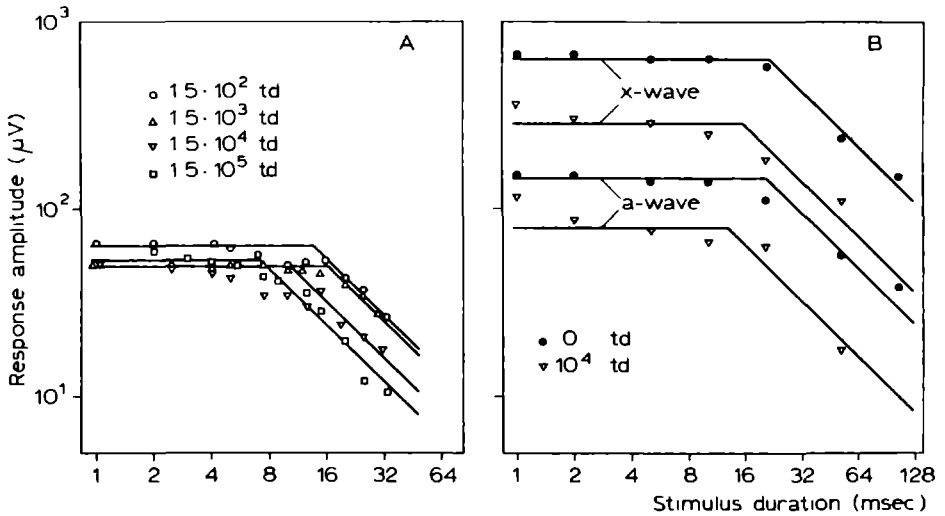 10³
A
B
○ 1 5 · 10² td
△ 1 5 · 10³ td
▽ 1 5 · 10⁴ td
□ 1 5 · 10⁵ td
x-wave
Response amplitude (μV)
10²
a-wave
● 0 td
▽ 10⁴ td
10¹
1 2 4 8 16 32 64
1 2 4 8 16 32 64 128
Stimulus duration (msec)